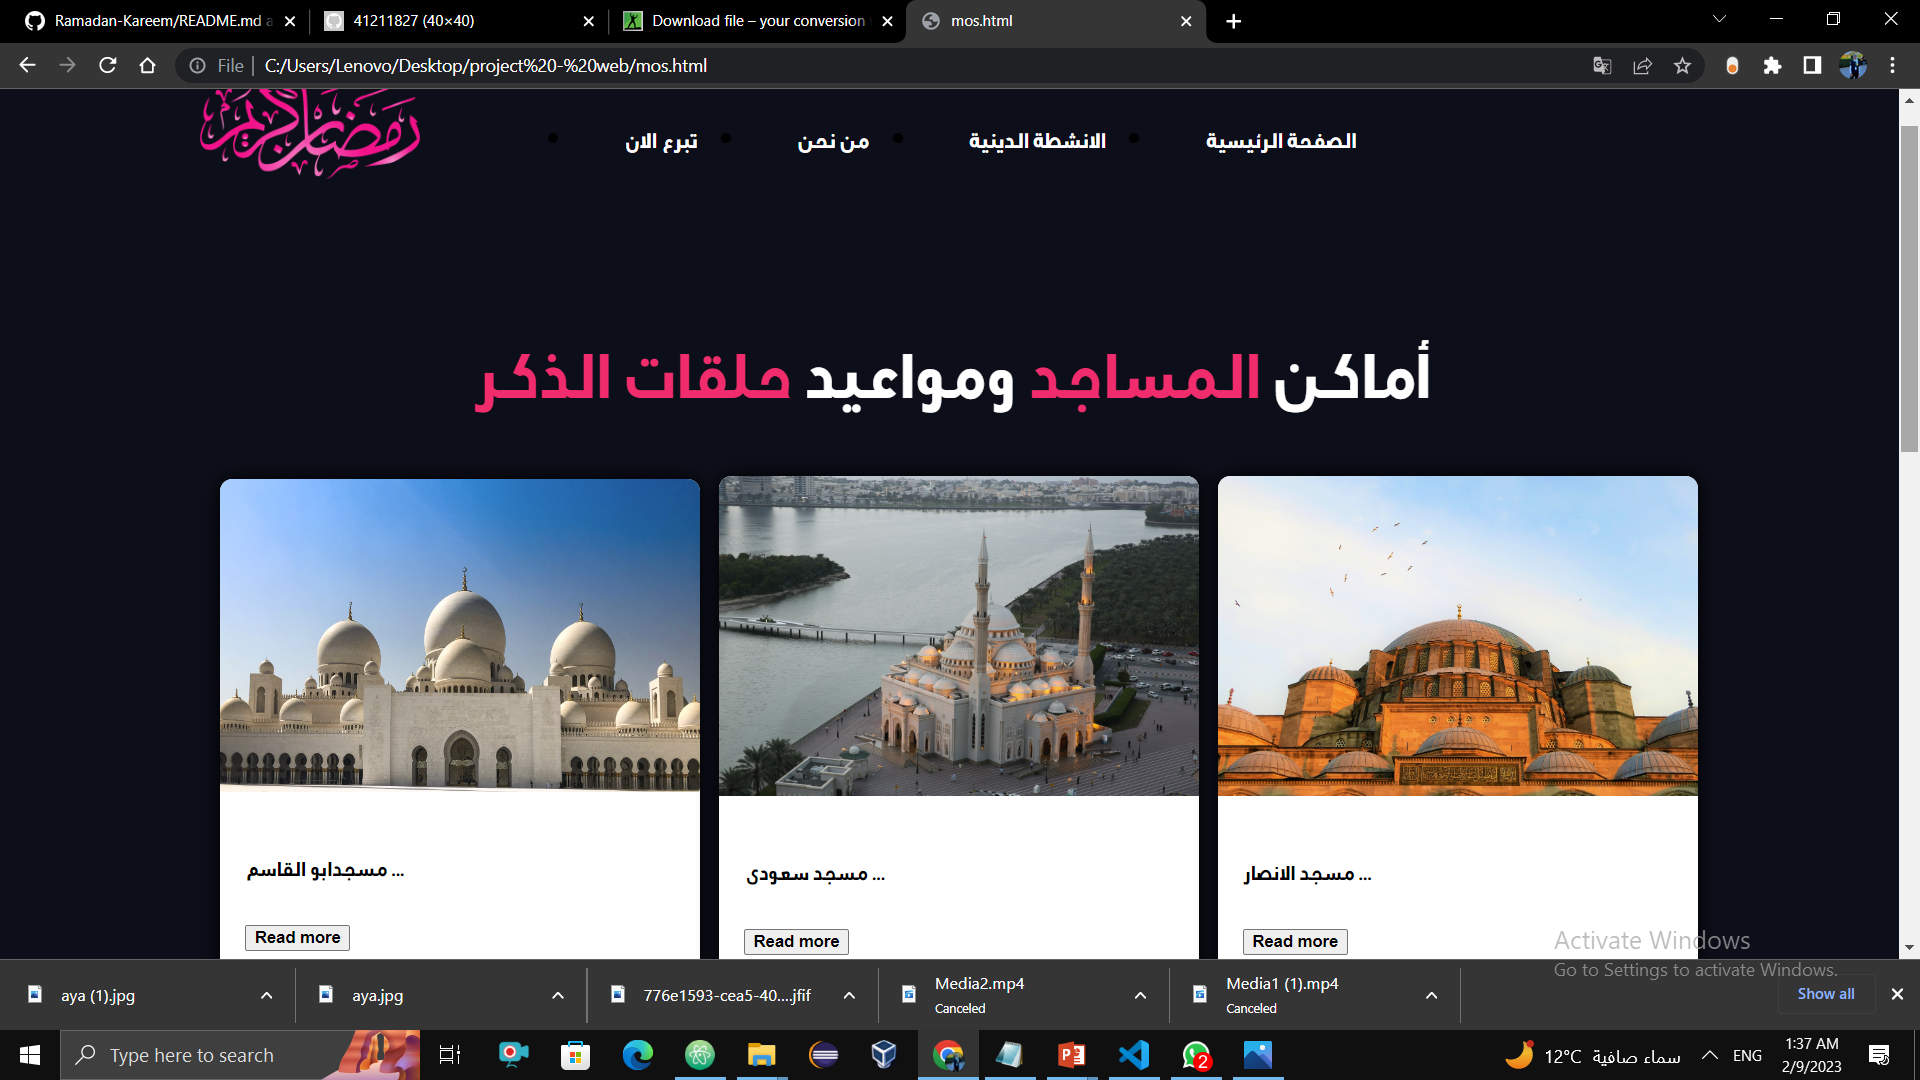 Ramadan-Kareem/README.md a
41211827 (40×40)
Download file – your conversion
mos.html
File
C:/Users/Lenovo/Desktop/project%20-%20web/mos.html
رمضان كريم
الصفحة الرئيسية
الانشطة الدينية
من نحن
تبرع الان
أماكن المساجد ومواعيد حلقات الذكر
مسجدابو القاسم ...
مسجد سعودى ...
مسجد الانصار ...
Read more
Read more
Read more
Activate Windows
Go to Settings to activate Windows.
aya (1).jpg
aya.jpg
776e1593-cea5-40....jfif
Media2.mp4
Canceled
Media1 (1).mp4
Canceled
Show all
Type here to search
2
12°C سماء صافية
ENG
1:37 AM
2/9/2023